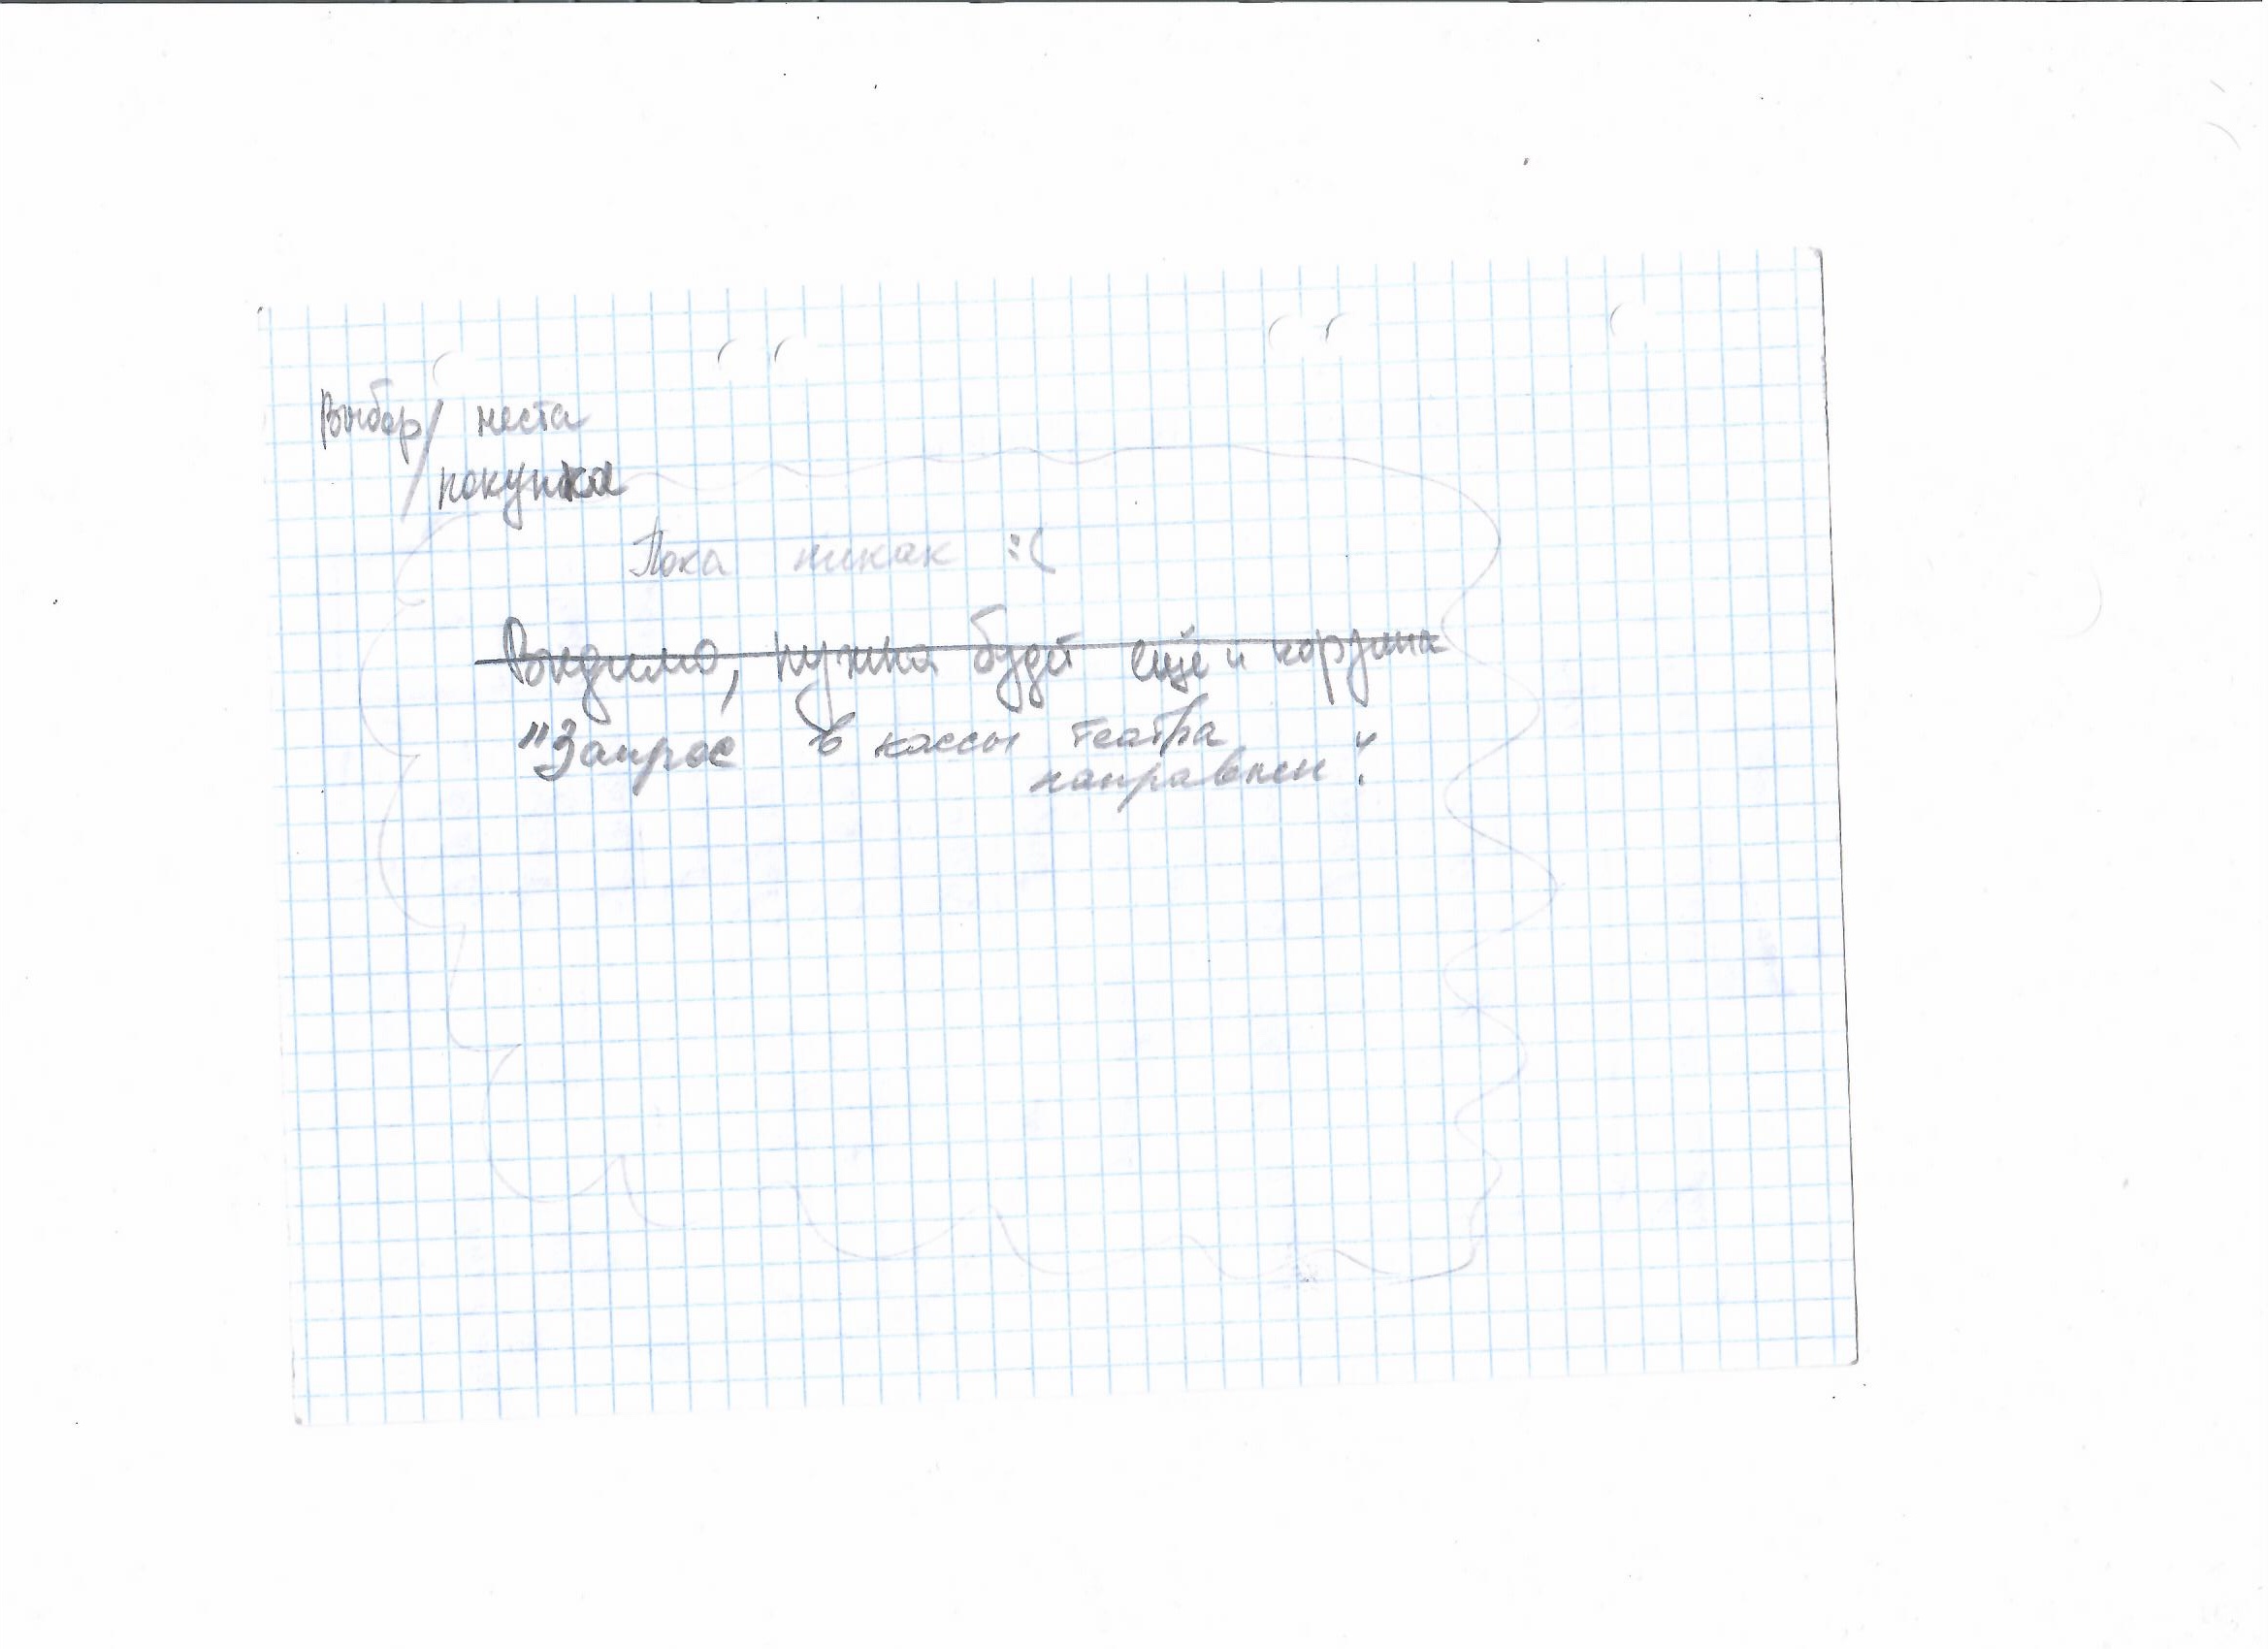 Выбор/ места
покупка
Пока никак :(
Видимо, нужна будет ещё и корзина
"Запрос в кассы театра
направлен".